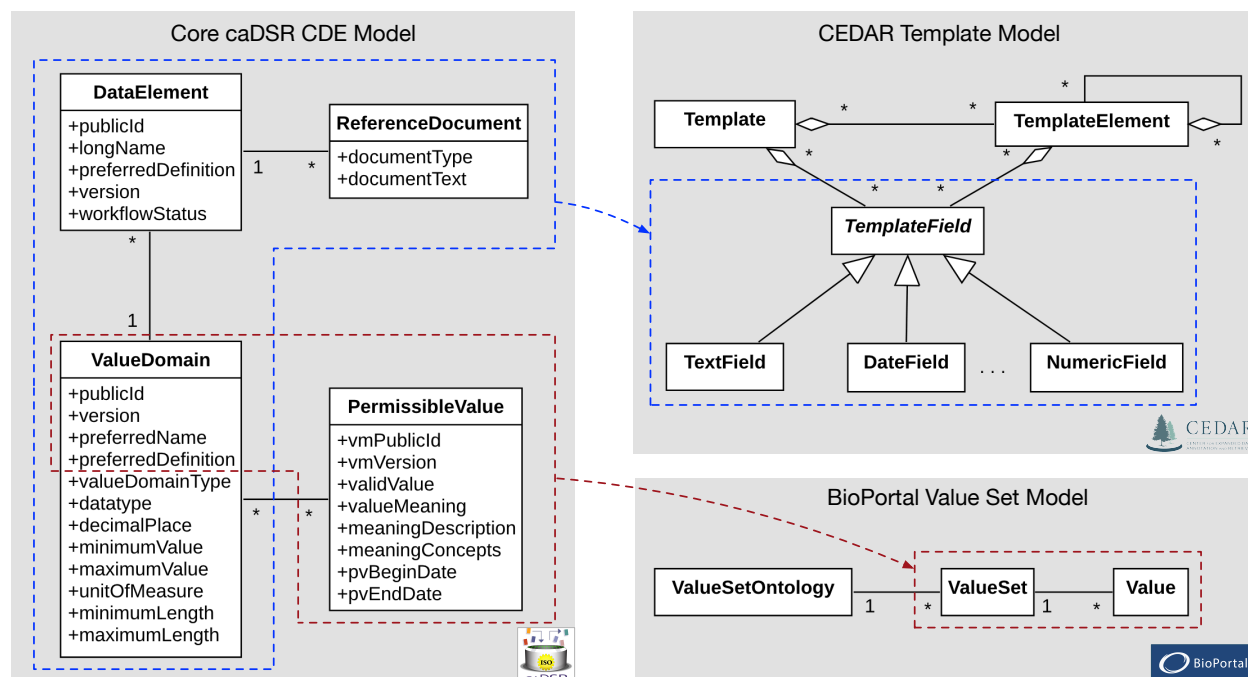 Core caDSR CDE Model
DataElement
+publicId
+longName
+preferredDefinition
+version
+workflowStatus
1
*
ReferenceDocument
+documentType
+documentText
*
1
ValueDomain
+publicId
+version
+preferredName
+preferredDefinition
+valueDomainType
+datatype
+decimalPlace
+minimumValue
+maximumValue
+unitOfMeasure
+minimumLength
+maximumLength
*
*
PermissibleValue
+vmPublicId
+vmVersion
+validValue
+valueMeaning
+meaningDescription
+meaningConcepts
+pvBeginDate
+pvEndDate
ISO
CEDAR Template Model
Template
*
*
*
TemplateElement
*
*
*
*
*
TemplateField
TextField
DateField
. . .
NumericField
CEDAR
BioPortal Value Set Model
ValueSetOntology
1
*
ValueSet
1
*
Value
BioPortal